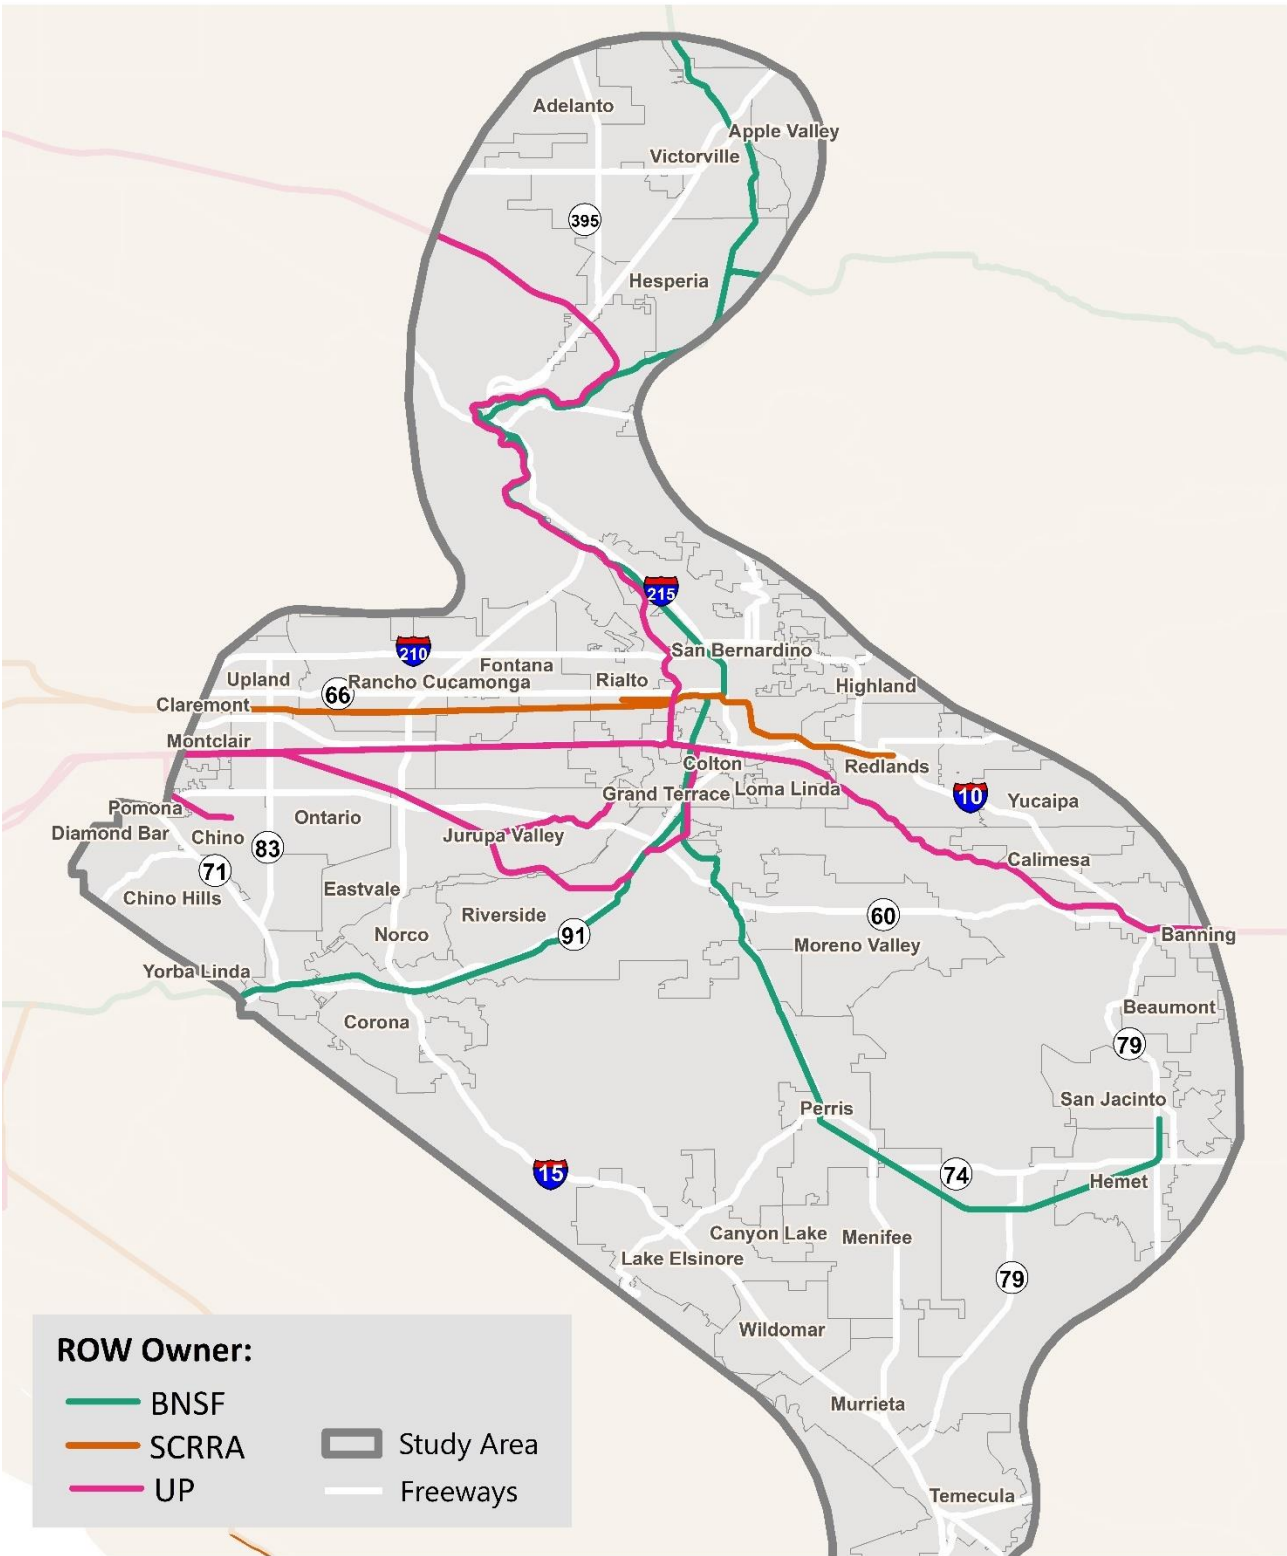 Adelanto
Apple Valley
Victorville
395
Hesperia
215
210
San Bernardino
Fontana
Upland
66
Rancho Cucamonga
Rialto
Highland
Claremont
Montclair
Colton
Redlands
Grand Terrace
Loma Linda
10
Yucaipa
Pomona
Ontario
Diamond Bar
Chino
83
Jurupa Valley
Calimesa
71
Chino Hills
Eastvale
Riverside
60
91
Norco
Moreno Valley
Banning
Yorba Linda
Beaumont
Corona
79
San Jacinto
Perris
15
74
Hemet
Canyon Lake
Menifee
Lake Elsinore
79
Wildomar
Murrieta
Temecula
ROW Owner:
BNSF
SCRRA
UP
Study Area
Freeways